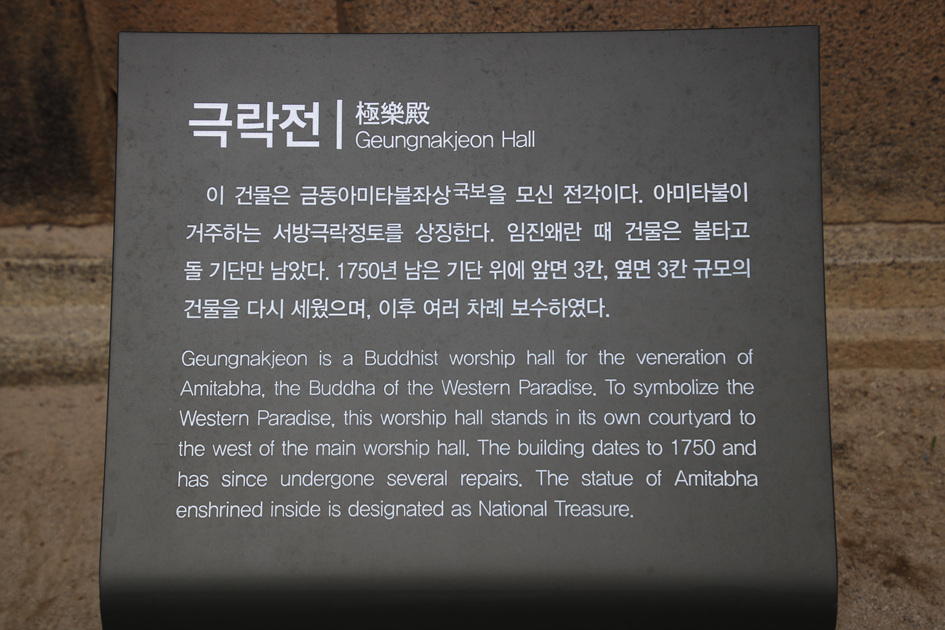 극락전
極樂殿
Geungnakjeon Hall
이 건물은 금동아미타불좌상국보을 모신 전각이다. 아미타불이
거주하는 서방극락정토를 상징한다. 임진왜란 때 건물은 불타고
돌 기단만 남았다. 1750년 남은 기단 위에 앞면 3칸, 옆면 3칸 규모의
건물을 다시 세웠으며, 이후 여러 차례 보수하였다.
Geungnakjeon is a Buddhist worship hall for the veneration of
Amitabha, the Buddha of the Western Paradise. To symbolize the
Western Paradise, this worship hall stands in its own courtyard to
the west of the main worship hall. The building dates to 1750 and
has since undergone several repairs. The statue of Amitabha
enshrined inside is designated as National Treasure.